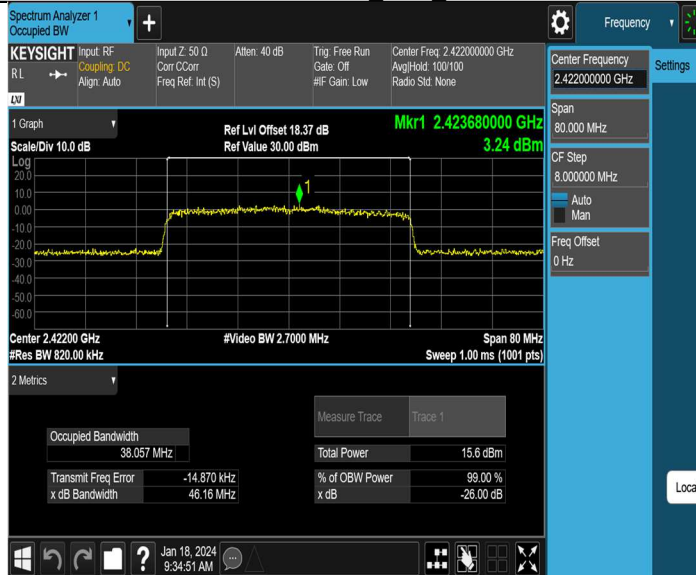 Spectrum Analyzer 1
Occupied BW
+
Frequency
KEYSIGHT
RL
LXI
Input: RF
Coupling: DC
Align: Auto
Input Z: 50 Ω
Corr CCorr
Freq Ref: Int (S)
Atten: 40 dB
Trig: Free Run
Gate: Off
#IF Gain: Low
Center Freq: 2.422000000 GHz
Avg|Hold: 100/100
Radio Std: None
Center Frequency
2.422000000 GHz
Settings
Span
80.000 MHz
CF Step
8.000000 MHz
Auto
Man
Freq Offset
0 Hz
1 Graph
Scale/Div 10.0 dB
Ref Lvl Offset 18.37 dB
Ref Value 30.00 dBm
Mkr1 2.423680000 GHz
3.24 dBm
Log
20.0
10.0
0.00
-10.0
-20.0
-30.0
-40.0
-50.0
-60.0
1
Center 2.42200 GHz
#Res BW 820.00 kHz
#Video BW 2.7000 MHz
Span 80 MHz
Sweep 1.00 ms (1001 pts)
2 Metrics
Measure Trace
Trace 1
Occupied Bandwidth
38.057 MHz
Total Power
15.6 dBm
Transmit Freq Error
-14.870 kHz
% of OBW Power
99.00 %
x dB Bandwidth
46.16 MHz
x dB
-26.00 dB
Loca
?
Jan 18, 2024
9:34:51 AM